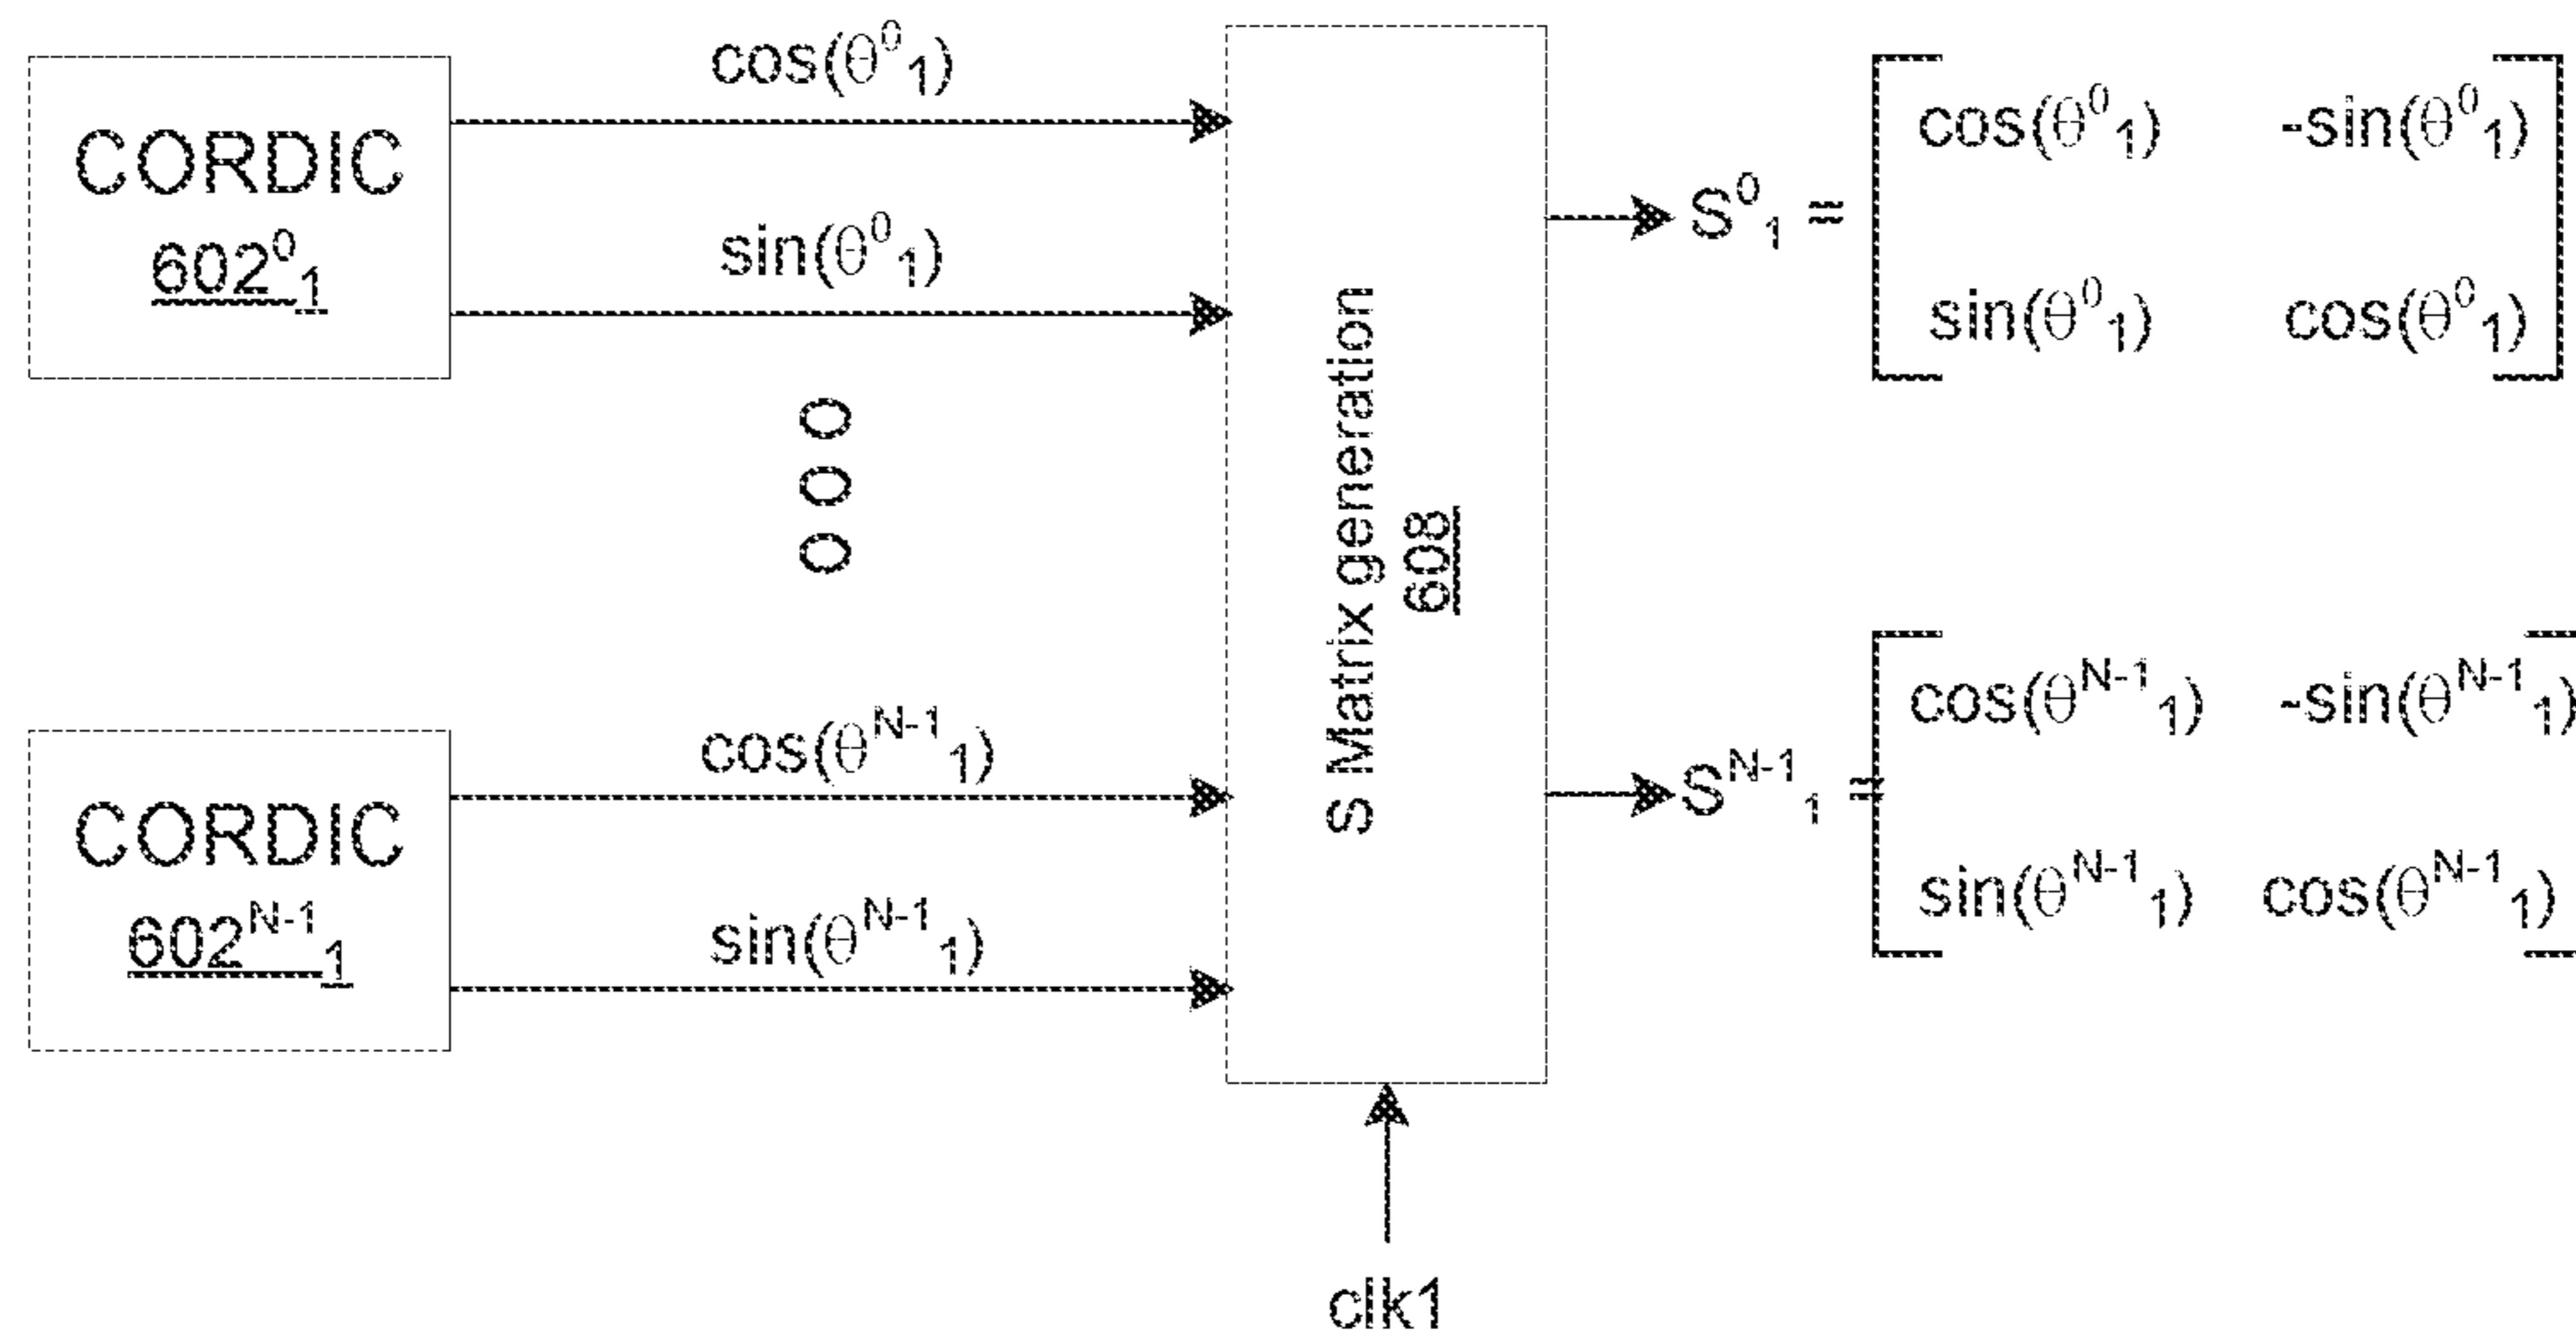 cos(θ⁰₁)
CORDIC
602⁰₁
sin(θ⁰₁)
O O O
cos(θᴺ⁻¹₁)
CORDIC
602ᴺ⁻¹₁
sin(θᴺ⁻¹₁)
S Matrix generation
608
clk1
S⁰₁ =
cos(θ⁰₁) -sin(θ⁰₁)
sin(θ⁰₁) cos(θ⁰₁)
Sᴺ⁻¹₁ =
cos(θᴺ⁻¹₁) -sin(θᴺ⁻¹₁)
sin(θᴺ⁻¹₁) cos(θᴺ⁻¹₁)